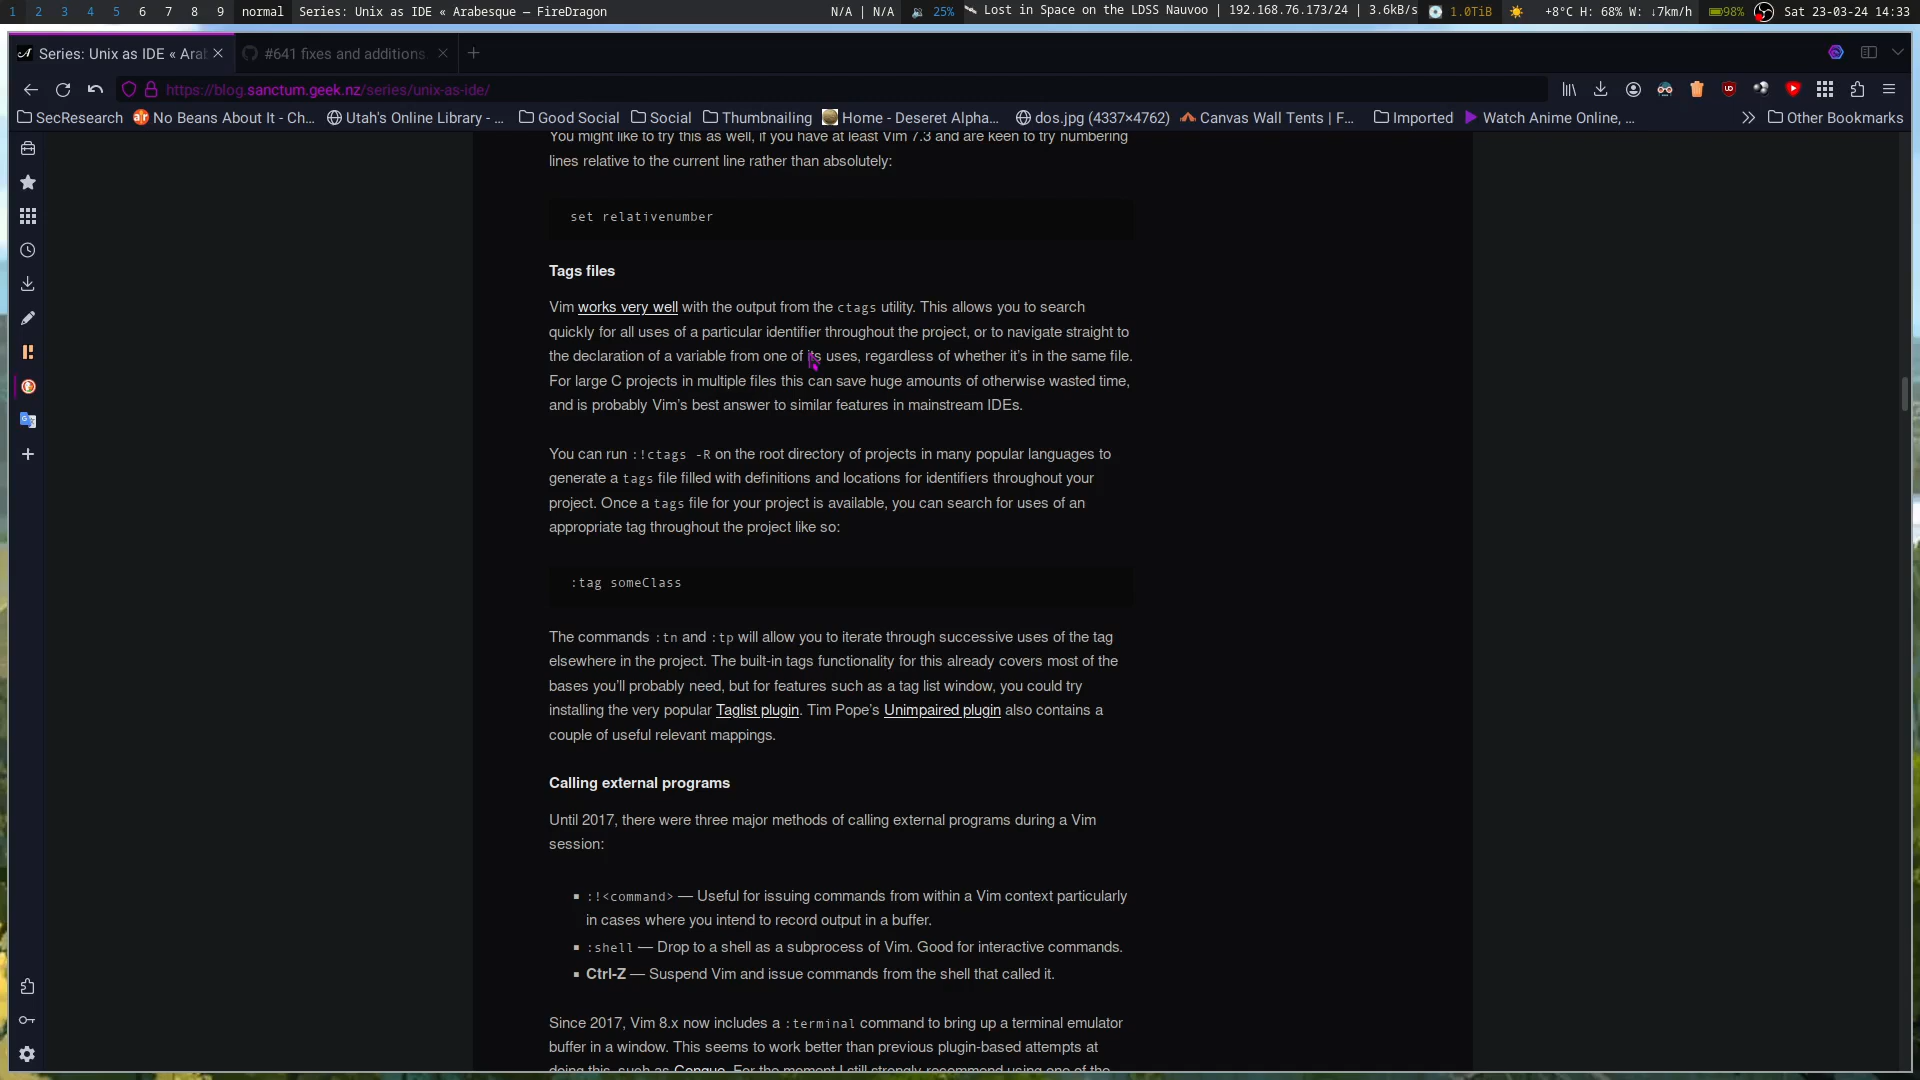 1 2 3 4 5 6 7 8 9 normal Series: Unix as IDE « Arabesque — FireDragon N/A | N/A 25% Lost in Space on the LDSS Nauvoo | 192.168.76.173/24 | 3.6kB/s 1.0TiB +8°C H: 68% W: ↓7km/h 98% Sat 23-03-24 14:33
Series: Unix as IDE « Ara #641 fixes and additions
https://blog.sanctum.geek.nz/series/unix-as-ide/
SecResearch No Beans About It - Ch... Utah's Online Library - ... Good Social Social Thumbnailing Home - Deseret Alpha... dos.jpg (4337×4762) Canvas Wall Tents | F... Imported Watch Anime Online, ... Other Bookmarks
You might like to try this as well, if you have at least Vim 7.3 and are keen to try numbering
lines relative to the current line rather than absolutely:
set relativenumber
Tags files
Vim works very well with the output from the ctags utility. This allows you to search
quickly for all uses of a particular identifier throughout the project, or to navigate straight to
the declaration of a variable from one of its uses, regardless of whether it's in the same file.
For large C projects in multiple files this can save huge amounts of otherwise wasted time,
and is probably Vim's best answer to similar features in mainstream IDEs.
You can run :!ctags -R on the root directory of projects in many popular languages to
generate a tags file filled with definitions and locations for identifiers throughout your
project. Once a tags file for your project is available, you can search for uses of an
appropriate tag throughout the project like so:
:tag someClass
The commands :tn and :tp will allow you to iterate through successive uses of the tag
elsewhere in the project. The built-in tags functionality for this already covers most of the
bases you'll probably need, but for features such as a tag list window, you could try
installing the very popular Taglist plugin. Tim Pope's Unimpaired plugin also contains a
couple of useful relevant mappings.
Calling external programs
Until 2017, there were three major methods of calling external programs during a Vim
session:
▪ :!<command> — Useful for issuing commands from within a Vim context particularly
in cases where you intend to record output in a buffer.
▪ :shell — Drop to a shell as a subprocess of Vim. Good for interactive commands.
▪ Ctrl-Z — Suspend Vim and issue commands from the shell that called it.
Since 2017, Vim 8.x now includes a :terminal command to bring up a terminal emulator
buffer in a window. This seems to work better than previous plugin-based attempts at
doing this, such as Conque. For the moment I still strongly recommend using one of the